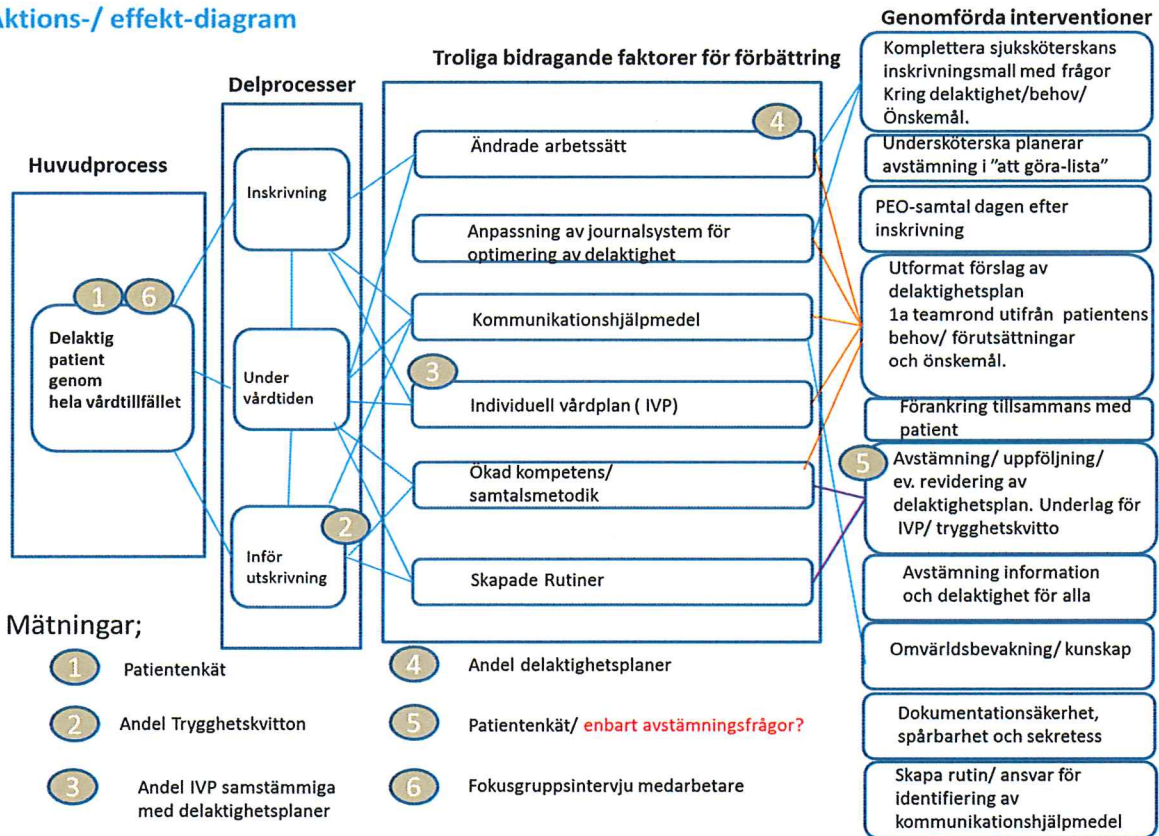 Aktions-/ effekt-diagram
Huvudprocess
1
6
Delaktig
patient
genom
hela vårdtillfället
Delprocesser
Inskrivning
Under
vårdtiden
2
Inför
utskrivning
Troliga bidragande faktorer för förbättring
4
Ändrade arbetssätt
Anpassning av journalsystem för
optimering av delaktighet
Kommunikationshjälpmedel
3
Individuell vårdplan ( IVP)
Ökad kompetens/
samtalsmetodik
Skapade Rutiner
Genomförda interventioner
Komplettera sjuksköterskans
inskrivningsmall med frågor
Kring delaktighet/behov/
Önskemål.
Undersköterska planerar
avstämning i ”att göra-lista”
PEO-samtal dagen efter
inskrivning
Utformat förslag av
delaktighetsplan
1a teamrond utifrån patientens
behov/ förutsättningar
och önskemål.
Förankring tillsammans med
patient
5
Avstämning/ uppföljning/
ev. revidering av
delaktighetsplan. Underlag för
IVP/ trygghetskvitto
Avstämning information
och delaktighet för alla
Omvärldsbevakning/ kunskap
Dokumentationsäkerhet,
spårbarhet och sekretess
Skapa rutin/ ansvar för
identifiering av
kommunikationshjälpmedel
Mätningar;
1 Patientenkät
2 Andel Trygghetskvitton
3 Andel IVP samstämmiga
med delaktighetsplaner
4 Andel delaktighetsplaner
5 Patientenkät/ enbart avstämningsfrågor?
6 Fokusgruppsintervju medarbetare